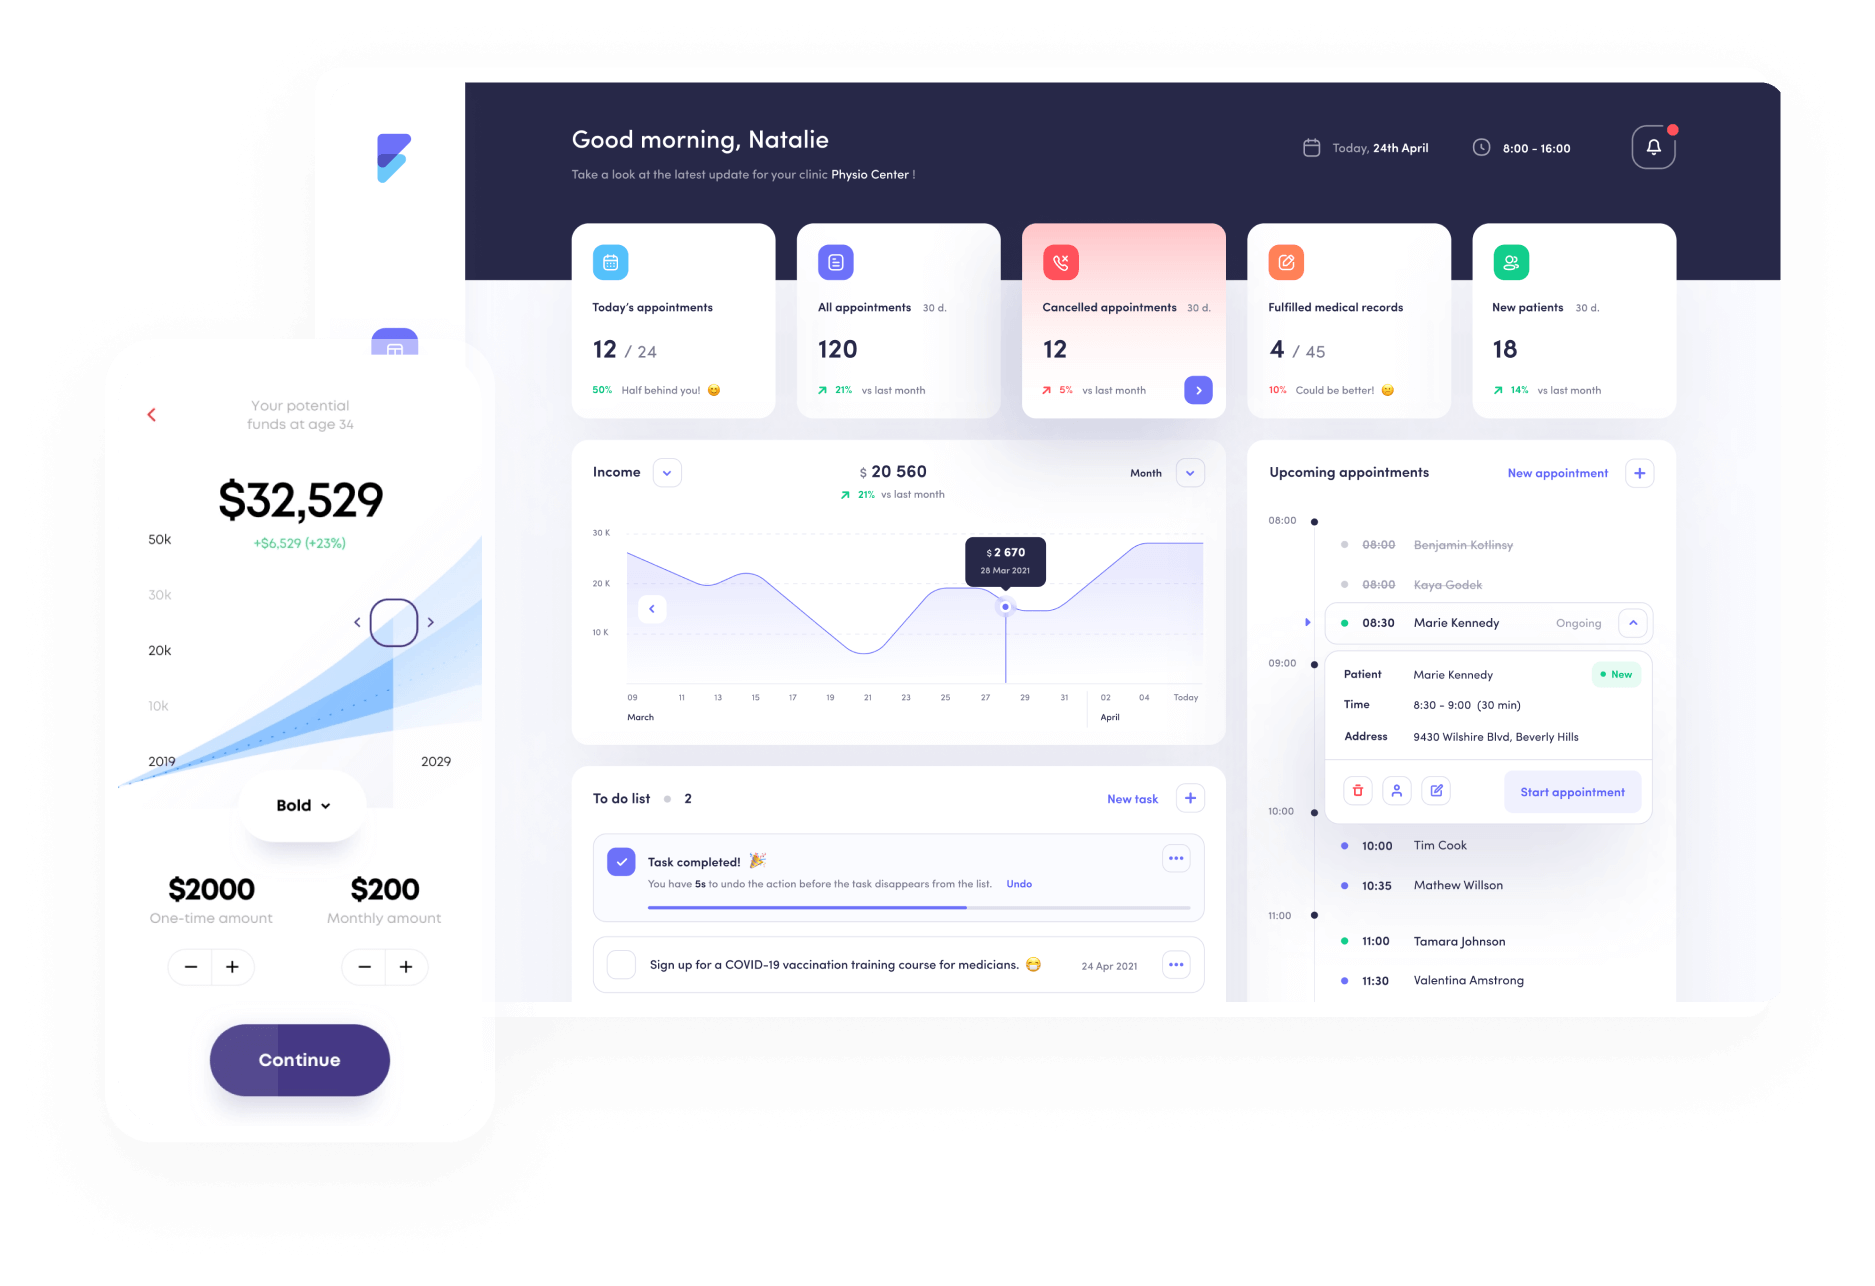 Good morning, Natalie
Take a look at the latest update for your clinic Physio Center !
Today, 24th April
8:00 - 16:00
Today's appointments
12 / 24
50% Half behind you! 😊
All appointments 30 d.
120
21% vs last month
Cancelled appointments 30 d.
12
5% vs last month
Fulfilled medical records
4 / 45
10% Could be better! 😕
New patients 30 d.
18
14% vs last month
Income
$ 20 560
21% vs last month
Month
30 K
20 K
10 K
$ 2 670
28 Mar 2021
09 11 13 15 17 19 21 23 25 27 29 31 02 04 Today
March April
To do list 2
New task
Task completed! 🎉
You have 5s to undo the action before the task disappears from the list. Undo
Sign up for a COVID-19 vaccination training course for medicians. 😷 24 Apr 2021
Upcoming appointments
New appointment
08:00
08:00 Benjamin Kotlinsy
08:00 Kaya Godek
08:30 Marie Kennedy Ongoing
09:00
Patient Marie Kennedy New
Time 8:30 - 9:00 (30 min)
Address 9430 Wilshire Blvd, Beverly Hills
Start appointment
10:00
10:00 Tim Cook
10:35 Mathew Willson
11:00
11:00 Tamara Johnson
11:30 Valentina Amstrong
Your potential
funds at age 34
$32,529
+$6,529 (+23%)
50k
30k
20k
10k
2019 2029
Bold
$2000 $200
One-time amount Monthly amount
Continue